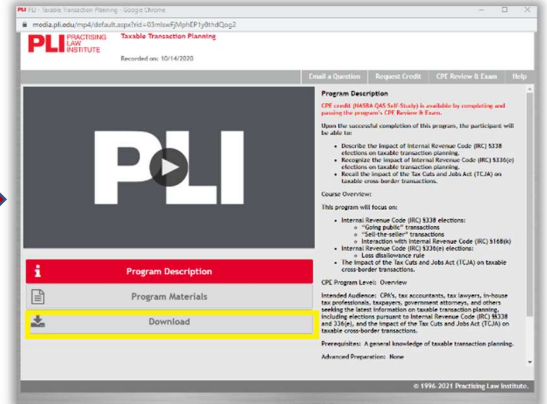 PLI - Taxable Transaction Planning - Google Chrome
PLI PRACTISING LAW INSTITUTE
Taxable Transaction Planning
Recorded on: 10/14/2020
Email a Question Request Credit CPE Review & Exam Help
PLI
Program Description
CPE credit (NASBA QAS Self-Study) is available by completing and
passing the program's CPE Review & Exam.
Upon the successful completion of this program, the participant will
be able to:
• Describe the impact of Internal Revenue Code (IRC) §338
elections on taxable transaction planning.
• Recognize the impact of Internal Revenue Code (IRC) §336(e)
elections on taxable transaction planning.
• Recall the impact of the Tax Cuts and Jobs Act (TCJA) on
taxable cross-border transactions.
Course Overview:
This program will focus on:
• Internal Revenue Code (IRC) §338 elections:
o "Going public" transactions
o "Sell-the-seller" transactions
o Interaction with Internal Revenue Code (IRC) §168(k)
• Internal Revenue Code (IRC) §336(e) elections:
o Loss disallowance rule
• The impact of the Tax Cuts and Jobs Act (TCJA) on taxable
cross-border transactions.
CPE Program Level: Overview
Intended Audience: CPA's, tax accountants, tax lawyers, in-house
tax professionals, taxpayers, government attorneys, and others
seeking the latest information on taxable transaction planning,
including elections pursuant to Internal Revenue Code (IRC) §§338
and 336(e), and the impact of the Tax Cuts and Jobs Act (TCJA) on
taxable cross-border transactions.
Prerequisites: A general knowledge of taxable transaction planning.
Advanced Preparation: None
i Program Description
Program Materials
Download
© 1996-2021 Practising Law Institute.